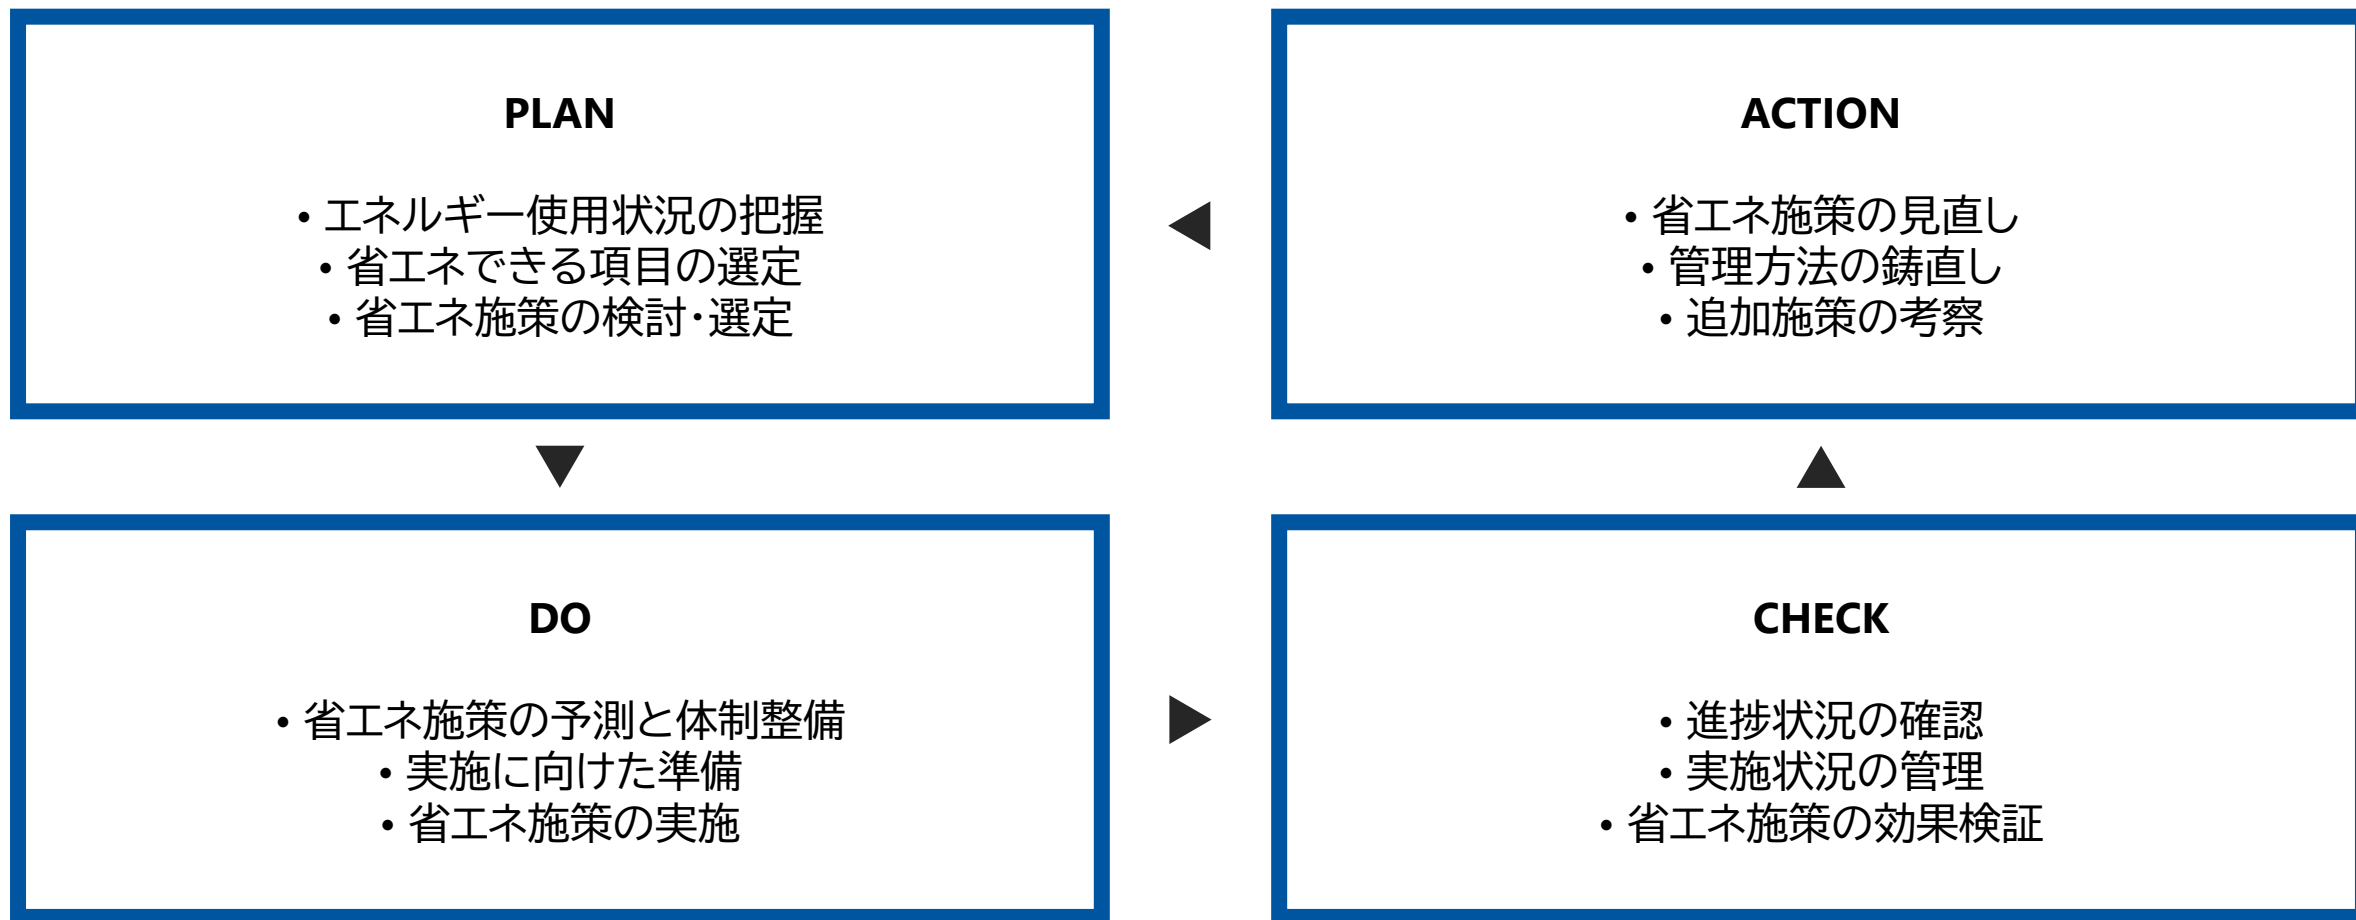 PLAN
• エネルギー使用状況の把握
• 省エネできる項目の選定
• 省エネ施策の検討・選定
ACTION
• 省エネ施策の見直し
• 管理方法の鋳直し
• 追加施策の考察
DO
• 省エネ施策の予測と体制整備
• 実施に向けた準備
• 省エネ施策の実施
CHECK
• 進捗状況の確認
• 実施状況の管理
• 省エネ施策の効果検証